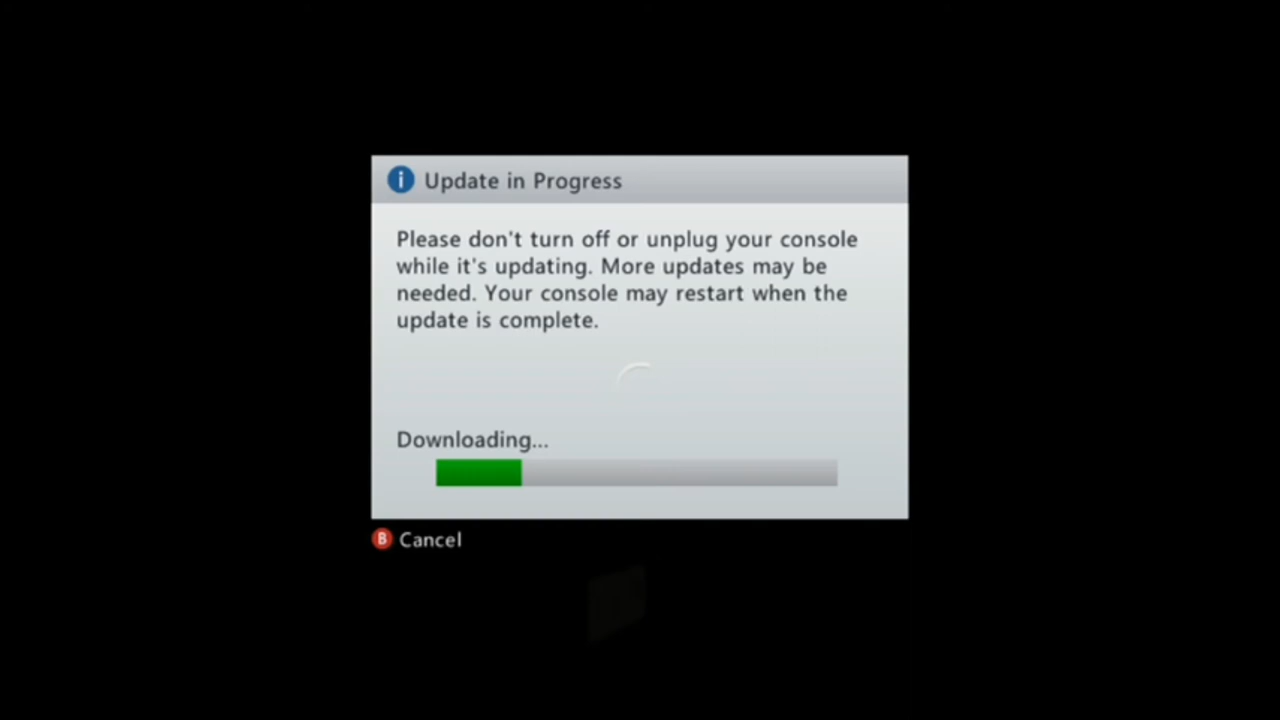 i Update in Progress
Please don't turn off or unplug your console
while it's updating. More updates may be
needed. Your console may restart when the
update is complete.
Downloading...
B Cancel